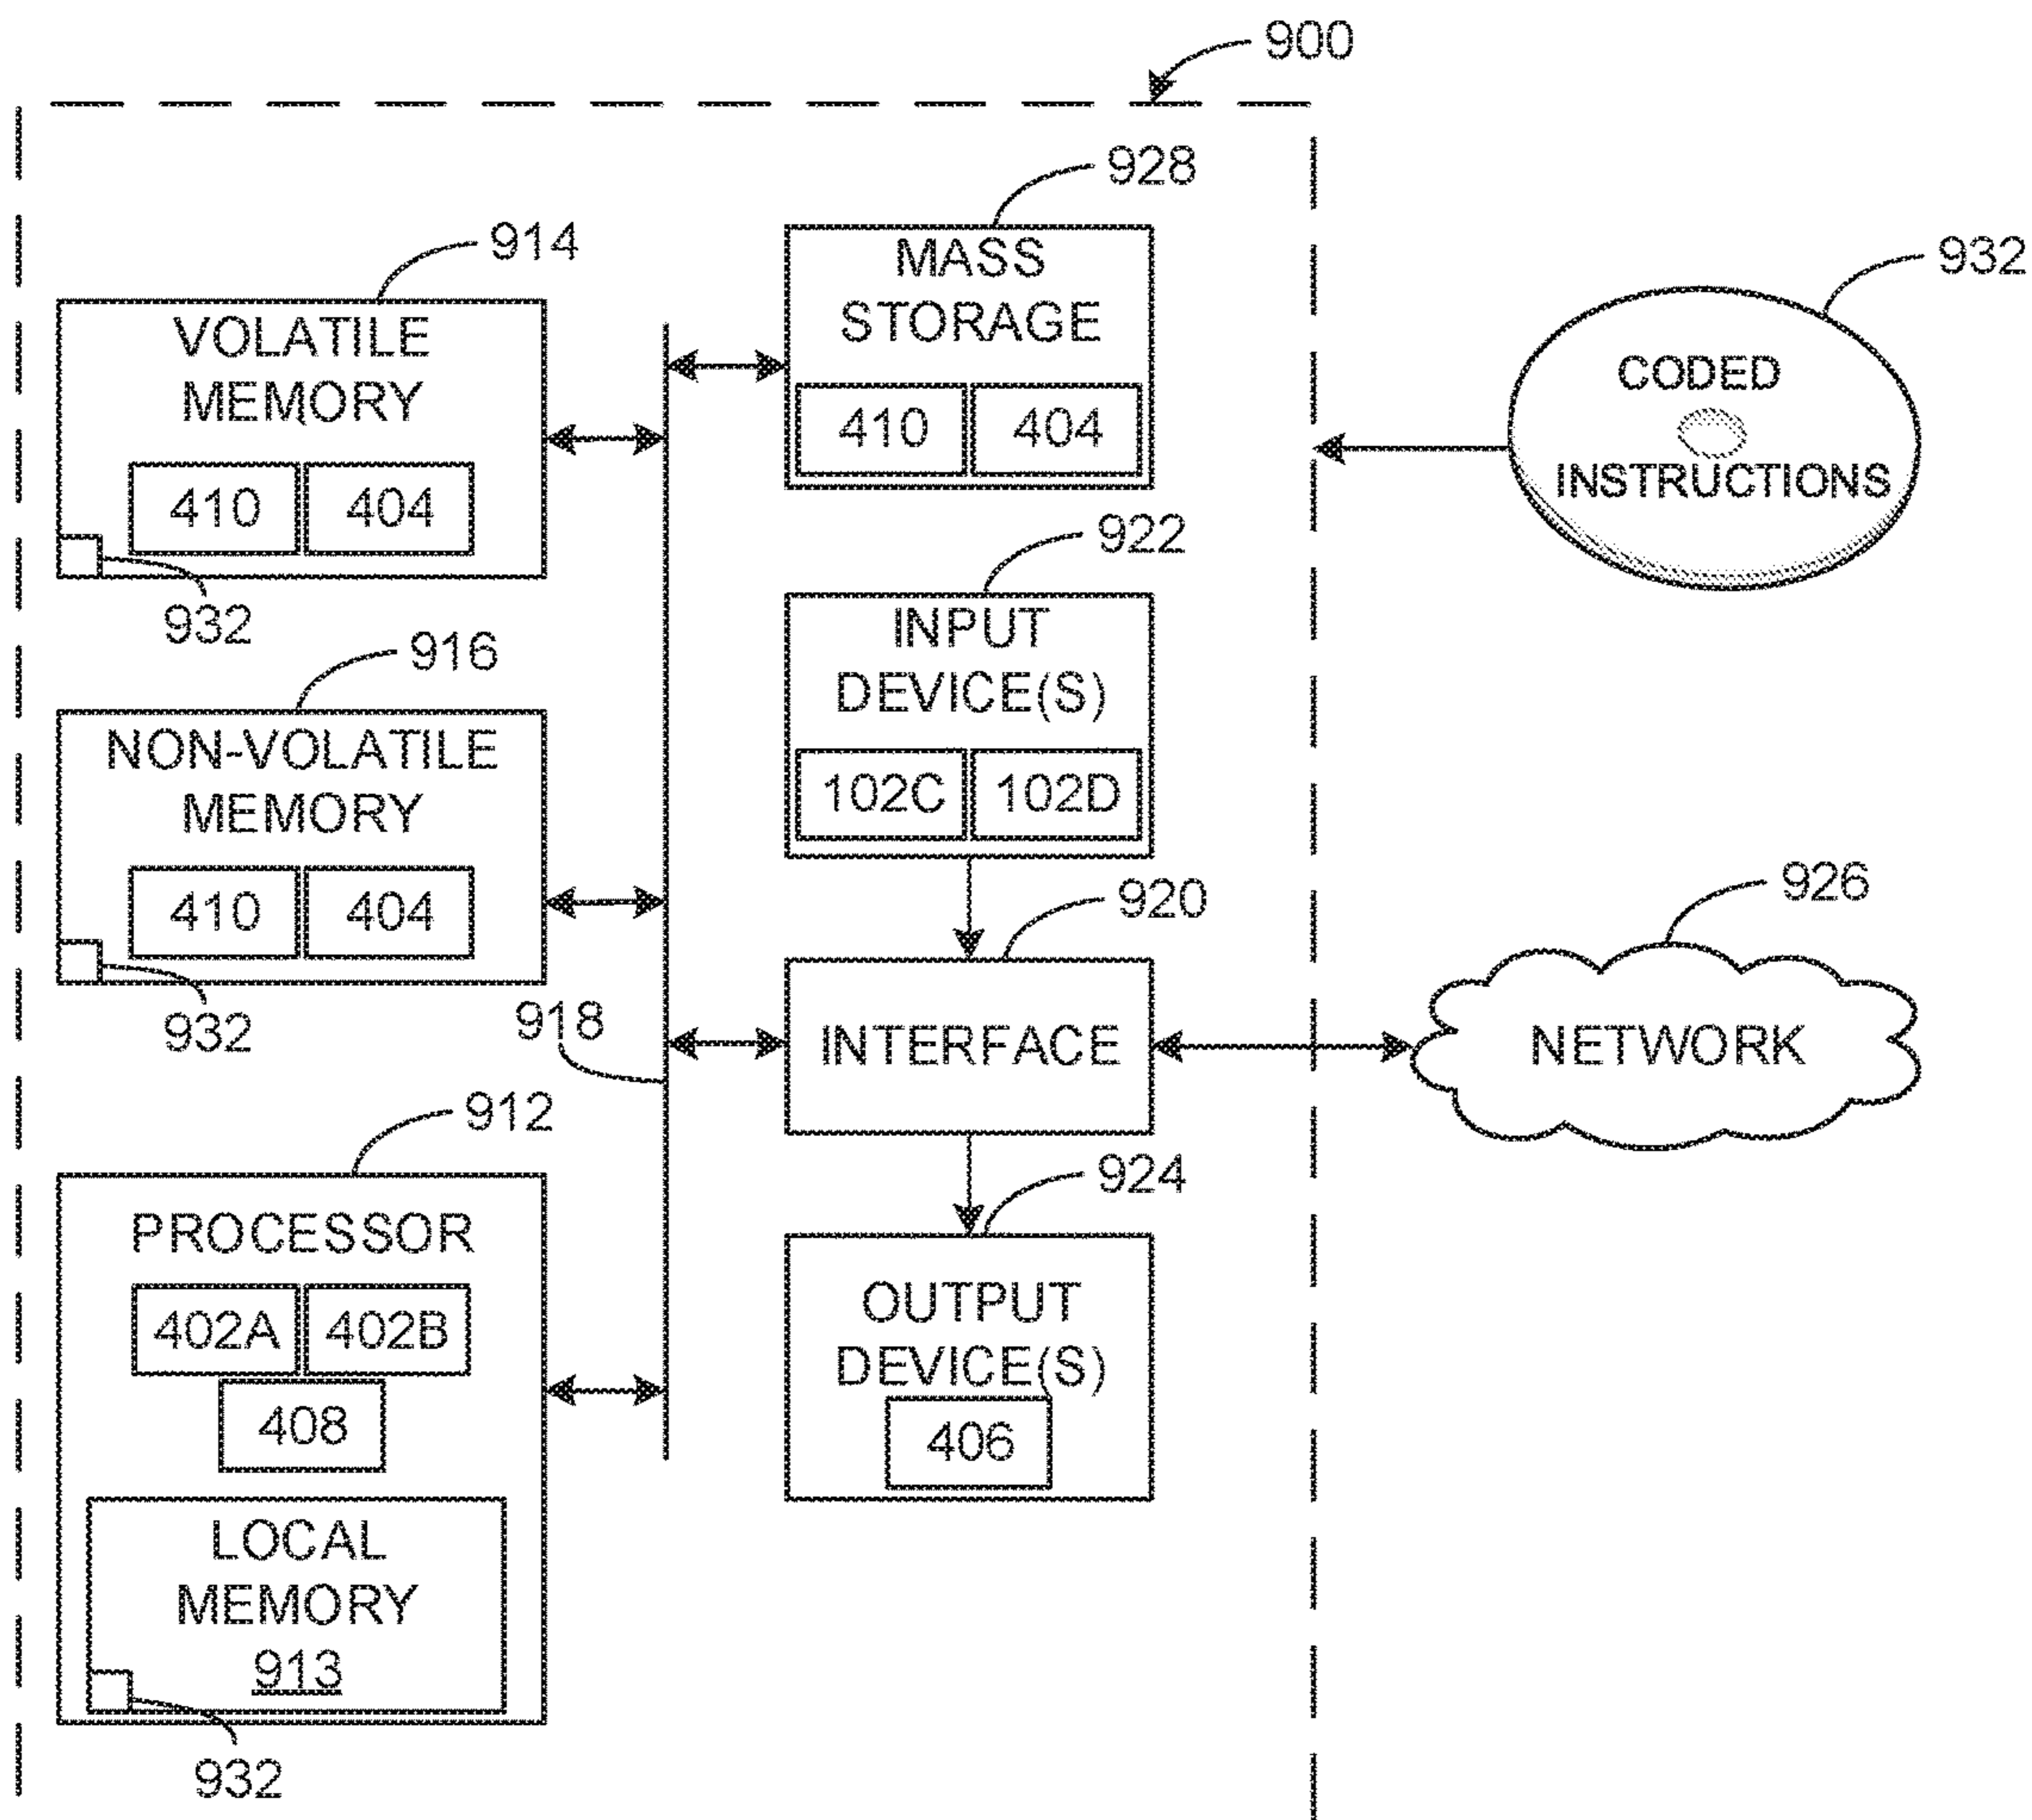 900
928
914
MASS
STORAGE
410 404
VOLATILE
MEMORY
410 404
932
932
CODED
INSTRUCTIONS
922
INPUT
DEVICE(S)
102C 102D
916
NON-VOLATILE
MEMORY
410 404
932
918
920
INTERFACE
926
NETWORK
912
PROCESSOR
402A 402B
408
LOCAL
MEMORY
913
932
924
OUTPUT
DEVICE(S)
406